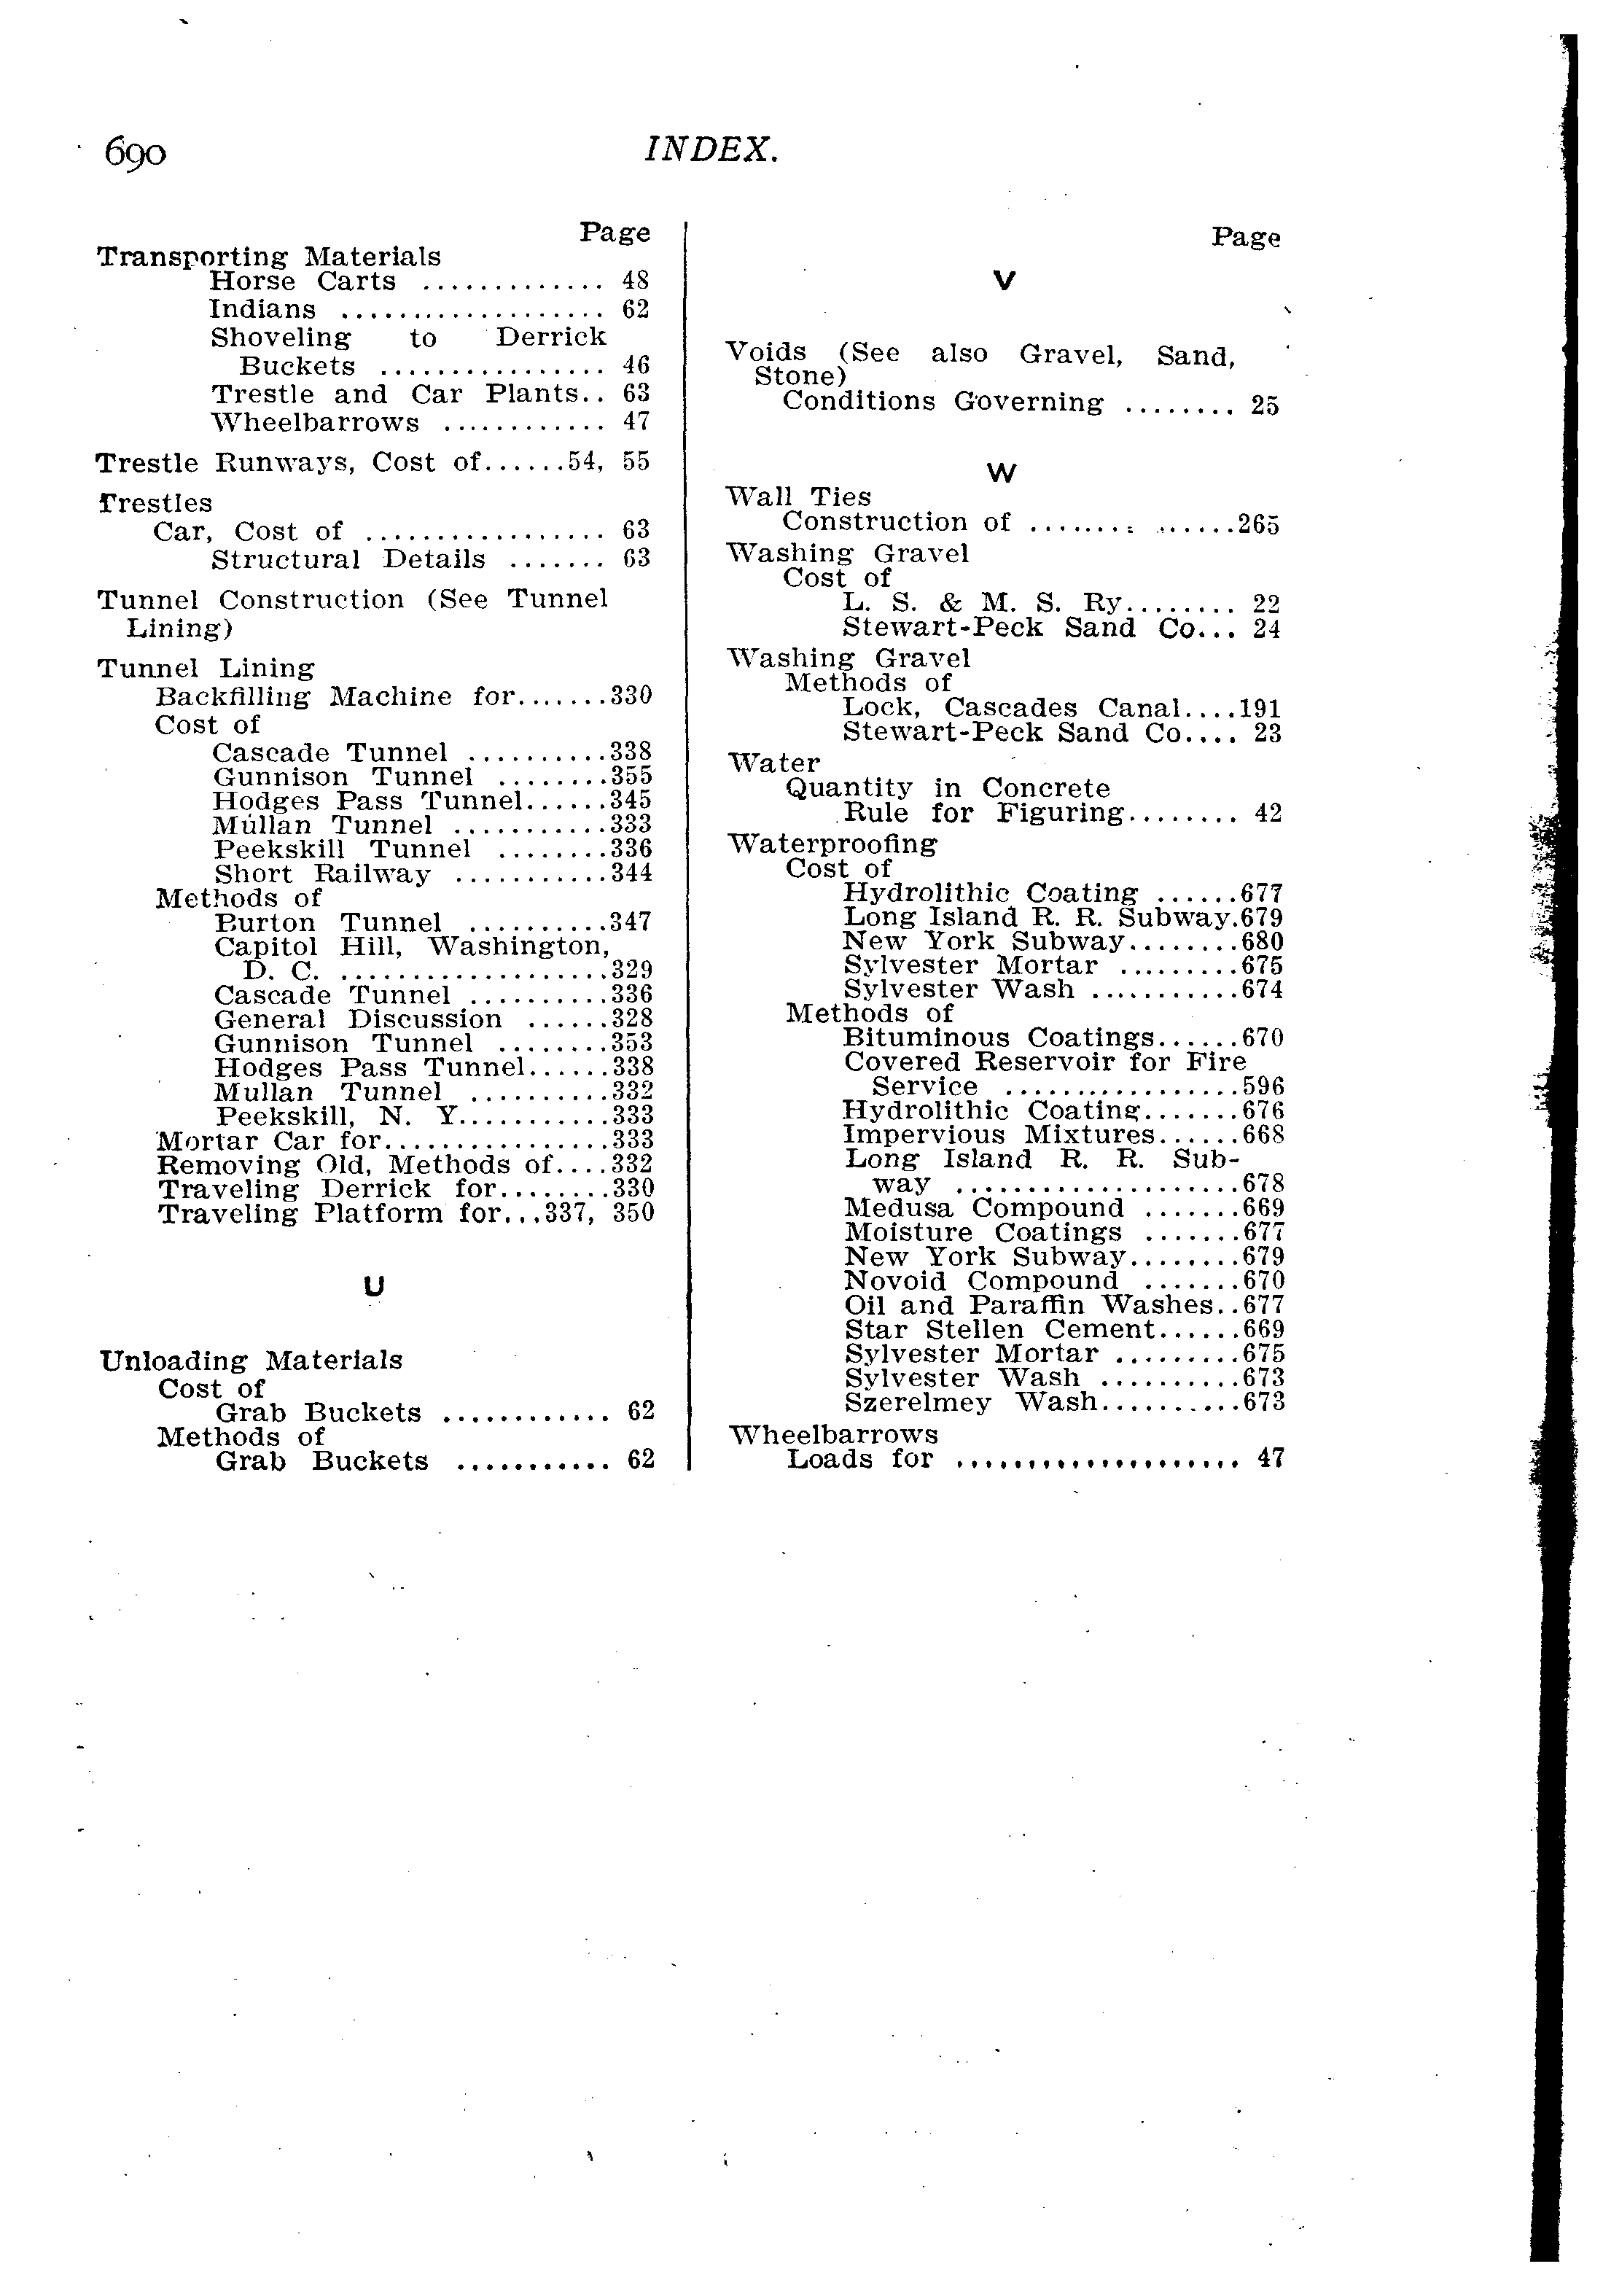 690
INDEX.
Page
Transporting Materials
Horse Carts ............. 48
Indians ................... 62
Shoveling to Derrick
Buckets ................ 46
Trestle and Car Plants.. 63
Wheelbarrows ............ 47
Trestle Runways, Cost of......54, 55
Trestles
Car, Cost of ................. 63
Structural Details ....... 63
Tunnel Construction (See Tunnel
Lining)
Tunnel Lining
Backfilling Machine for.......330
Cost of
Cascade Tunnel ..........338
Gunnison Tunnel ........355
Hodges Pass Tunnel......345
Mullan Tunnel ...........333
Peekskill Tunnel ........336
Short Railway ...........344
Methods of
Burton Tunnel ..........347
Capitol Hill, Washington,
D. C. ...................329
Cascade Tunnel ..........336
General Discussion ......328
Gunnison Tunnel ........353
Hodges Pass Tunnel......338
Mullan Tunnel ..........332
Peekskill, N. Y...........333
Mortar Car for................333
Removing Old, Methods of....332
Traveling Derrick for........330
Traveling Platform for...337, 350
U
Unloading Materials
Cost of
Grab Buckets ............ 62
Methods of
Grab Buckets ........... 62
Page
V
Voids (See also Gravel, Sand,
Stone)
Conditions Governing ........ 25
W
Wall Ties
Construction of ..............265
Washing Gravel
Cost of
L. S. & M. S. Ry........ 22
Stewart-Peck Sand Co... 24
Washing Gravel
Methods of
Lock, Cascades Canal....191
Stewart-Peck Sand Co.... 23
Water
Quantity in Concrete
Rule for Figuring........ 42
Waterproofing
Cost of
Hydrolithic Coating ......677
Long Island R. R. Subway.679
New York Subway........680
Sylvester Mortar .........675
Sylvester Wash ...........674
Methods of
Bituminous Coatings......670
Covered Reservoir for Fire
Service .................596
Hydrolithic Coating.......676
Impervious Mixtures......668
Long Island R. R. Sub-
way ....................678
Medusa Compound .......669
Moisture Coatings .......677
New York Subway........679
Novoid Compound .......670
Oil and Paraffin Washes..677
Star Stellen Cement......669
Sylvester Mortar .........675
Sylvester Wash ..........673
Szerelmey Wash..........673
Wheelbarrows
Loads for .................... 47